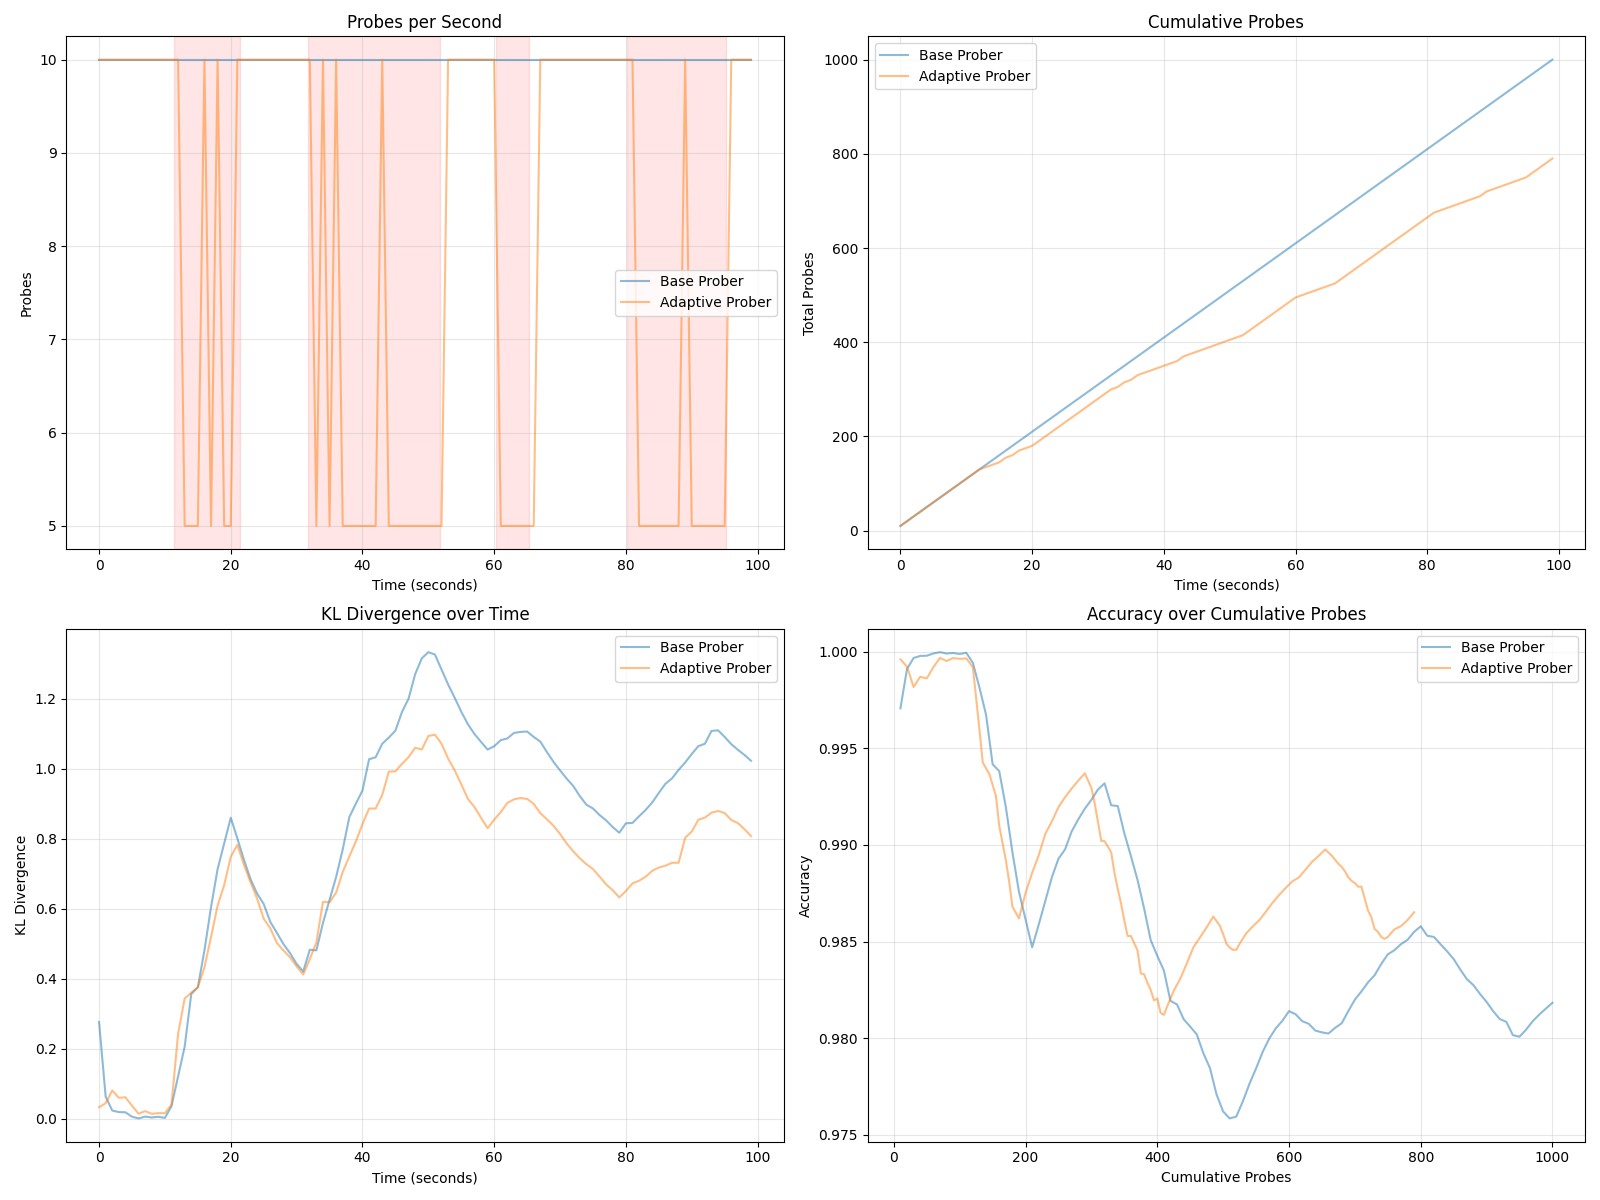 Probes per Second
10
9
8
7
6
5
Probes
0 20 40 60 80 100
Time (seconds)
Base Prober
Adaptive Prober
Cumulative Probes
1000
800
600
400
200
0
Total Probes
0 20 40 60 80 100
Time (seconds)
Base Prober
Adaptive Prober
KL Divergence over Time
1.2
1.0
0.8
0.6
0.4
0.2
0.0
KL Divergence
0 20 40 60 80 100
Time (seconds)
Base Prober
Adaptive Prober
Accuracy over Cumulative Probes
1.000
0.995
0.990
0.985
0.980
0.975
Accuracy
0 200 400 600 800 1000
Cumulative Probes
Base Prober
Adaptive Prober